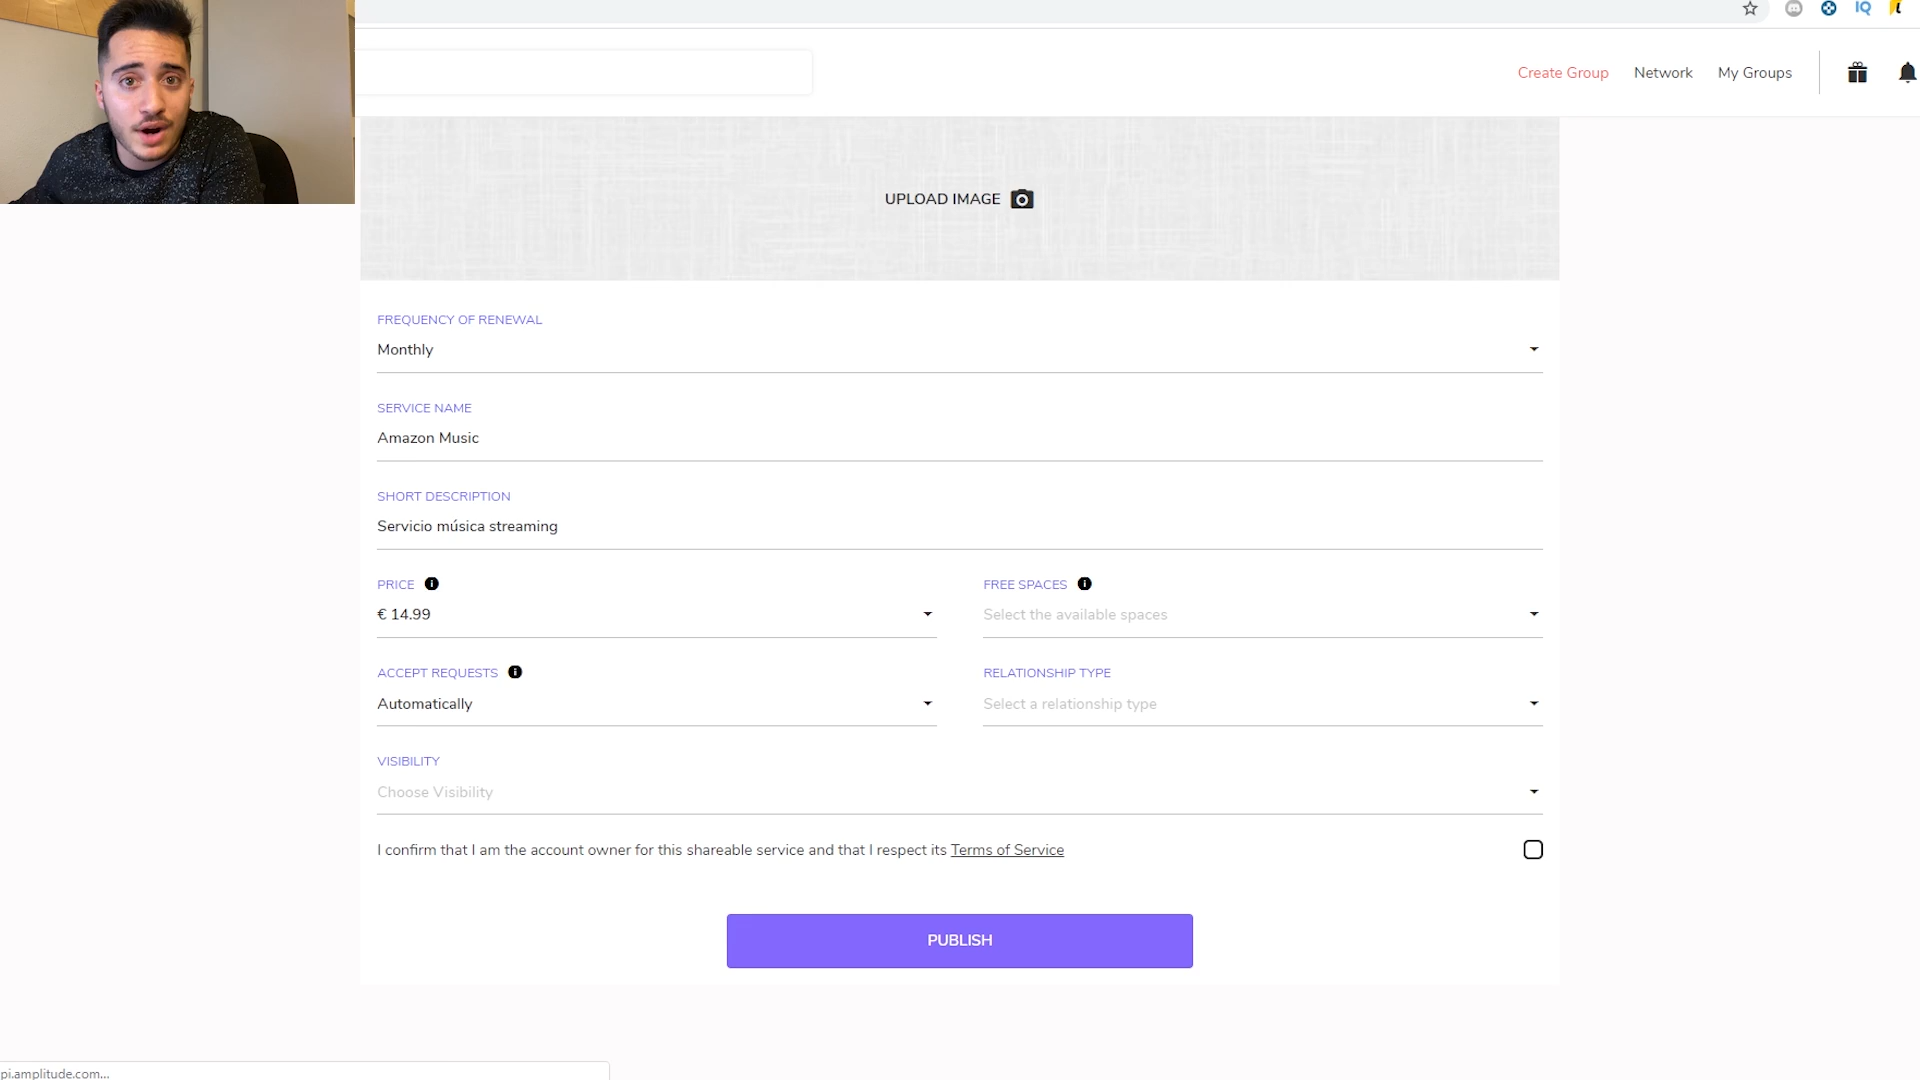 IQ
Create Group
Network
My Groups
UPLOAD IMAGE
FREQUENCY OF RENEWAL
Monthly
SERVICE NAME
Amazon Music
SHORT DESCRIPTION
Servicio música streaming
PRICE
FREE SPACES
€ 14.99
Select the available spaces
ACCEPT REQUESTS
RELATIONSHIP TYPE
Automatically
Select a relationship type
VISIBILITY
Choose Visibility
I confirm that I am the account owner for this shareable service and that I respect its Terms of Service
PUBLISH
pi.amplitude.com...